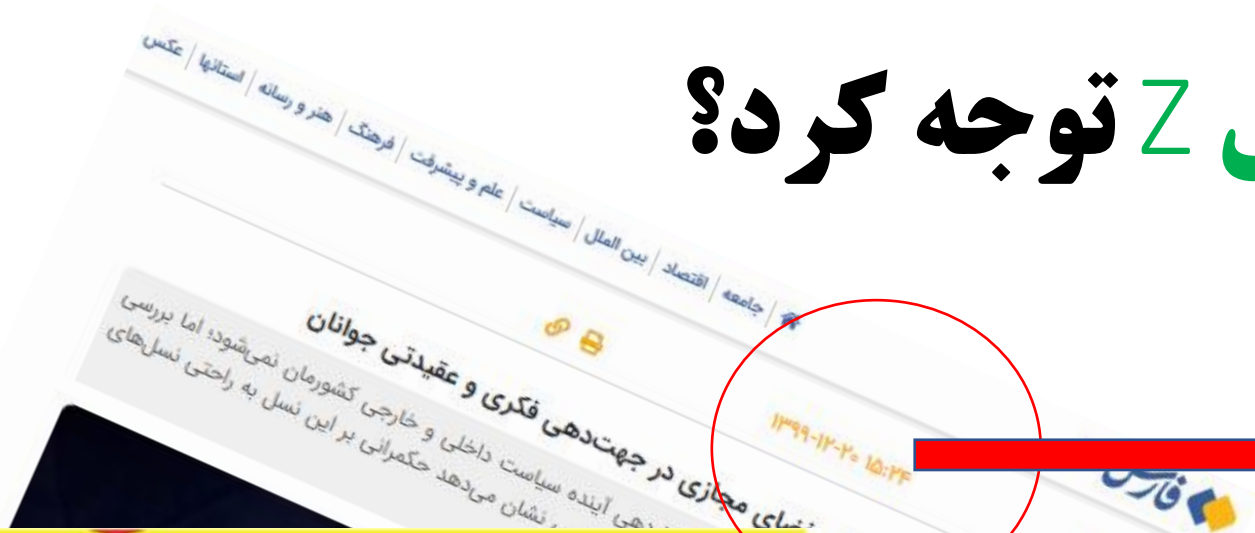 Z توجه کرد؟
جامعه | اقتصاد | بین الملل | سیاست | علم و پیشرفت | فرهنگ | هنر و رسانه | استانها | عکس
فارس
۱۳۹۹-۱۲-۲۰ ۱۵:۲۴
فضای مجازی در جهت‌دهی فکری و عقیدتی جوانان
دهی آینده سیاست داخلی و خارجی کشورمان نمی‌شود؛ اما بررسی
نشان می‌دهد حکمرانی بر این نسل به راحتی نسل‌های